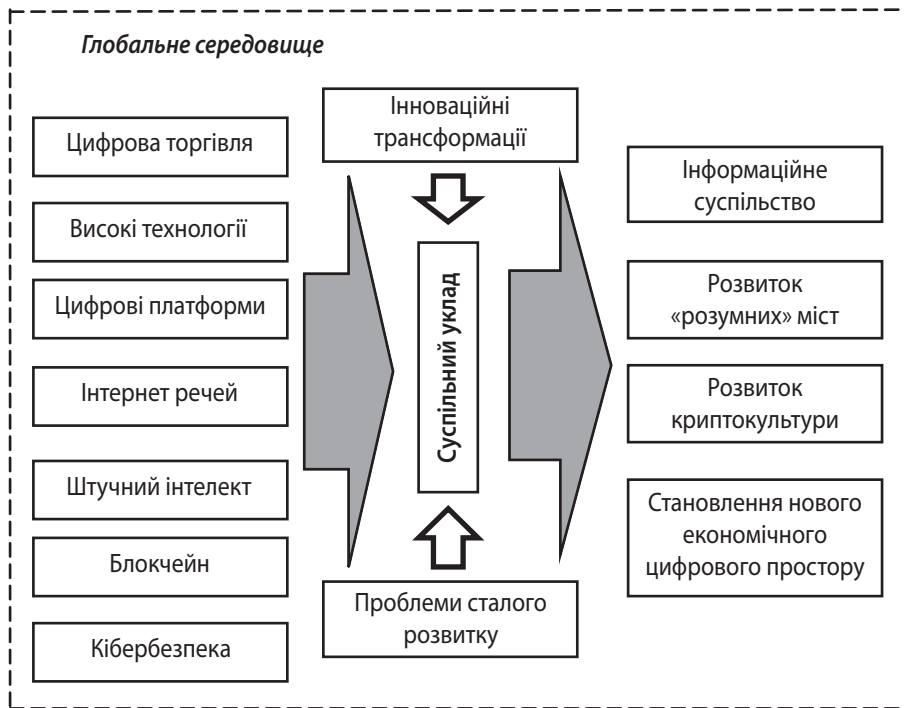 Глобальне середовище
Цифрова торгівля
Високі технології
Цифрові платформи
Інтернет речей
Штучний інтелект
Блокчейн
Кібербезпека
Інноваційні
трансформації
Суспільний уклад
Проблеми сталого
розвитку
Інформаційне
суспільство
Розвиток
«розумних» міст
Розвиток
криптокультури
Становлення нового
економічного
цифрового простору